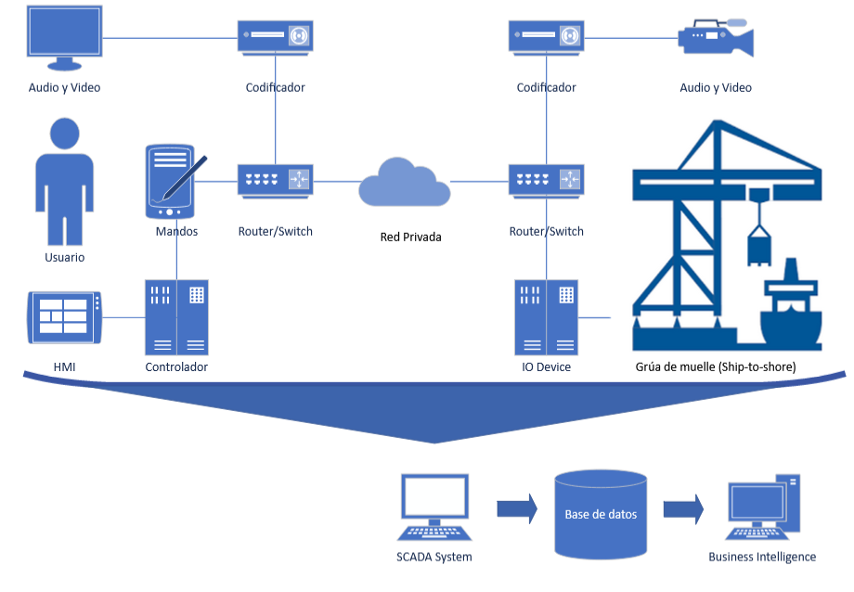 Audio y Video
Codificador
Codificador
Audio y Video
Usuario
Mandos
Router/Switch
Red Privada
Router/Switch
HMI
Controlador
IO Device
Grúa de muelle (Ship-to-shore)
SCADA System
Base de datos
Business Intelligence